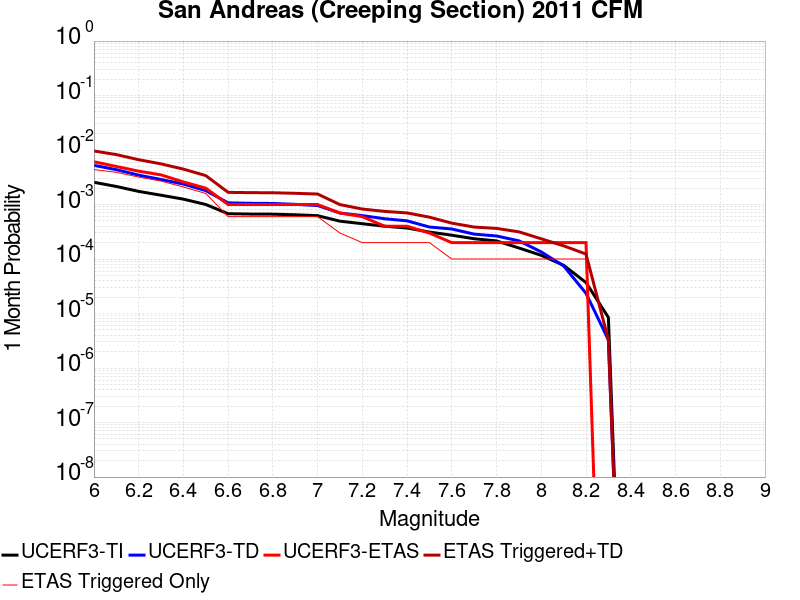 San Andreas (Creeping Section) 2011 CFM
1 Month Probability
10^0
10^-1
10^-2
10^-3
10^-4
10^-5
10^-6
10^-7
10^-8
6 6.2 6.4 6.6 6.8 7 7.2 7.4 7.6 7.8 8 8.2 8.4 8.6 8.8 9
Magnitude
UCERF3-TI UCERF3-TD UCERF3-ETAS ETAS Triggered+TD
ETAS Triggered Only